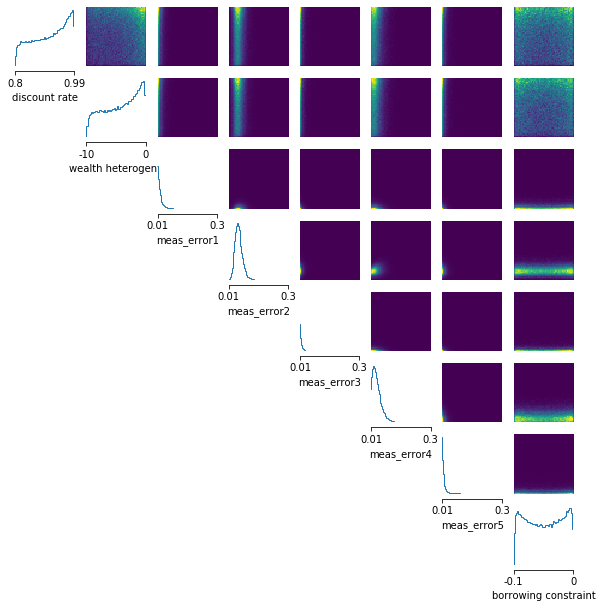 0.8 0.99
discount rate
-10 0
wealth heterogen
0.01 0.3
meas_error1
0.01 0.3
meas_error2
0.01 0.3
meas_error3
0.01 0.3
meas_error4
0.01 0.3
meas_error5
-0.1 0
borrowing constraint